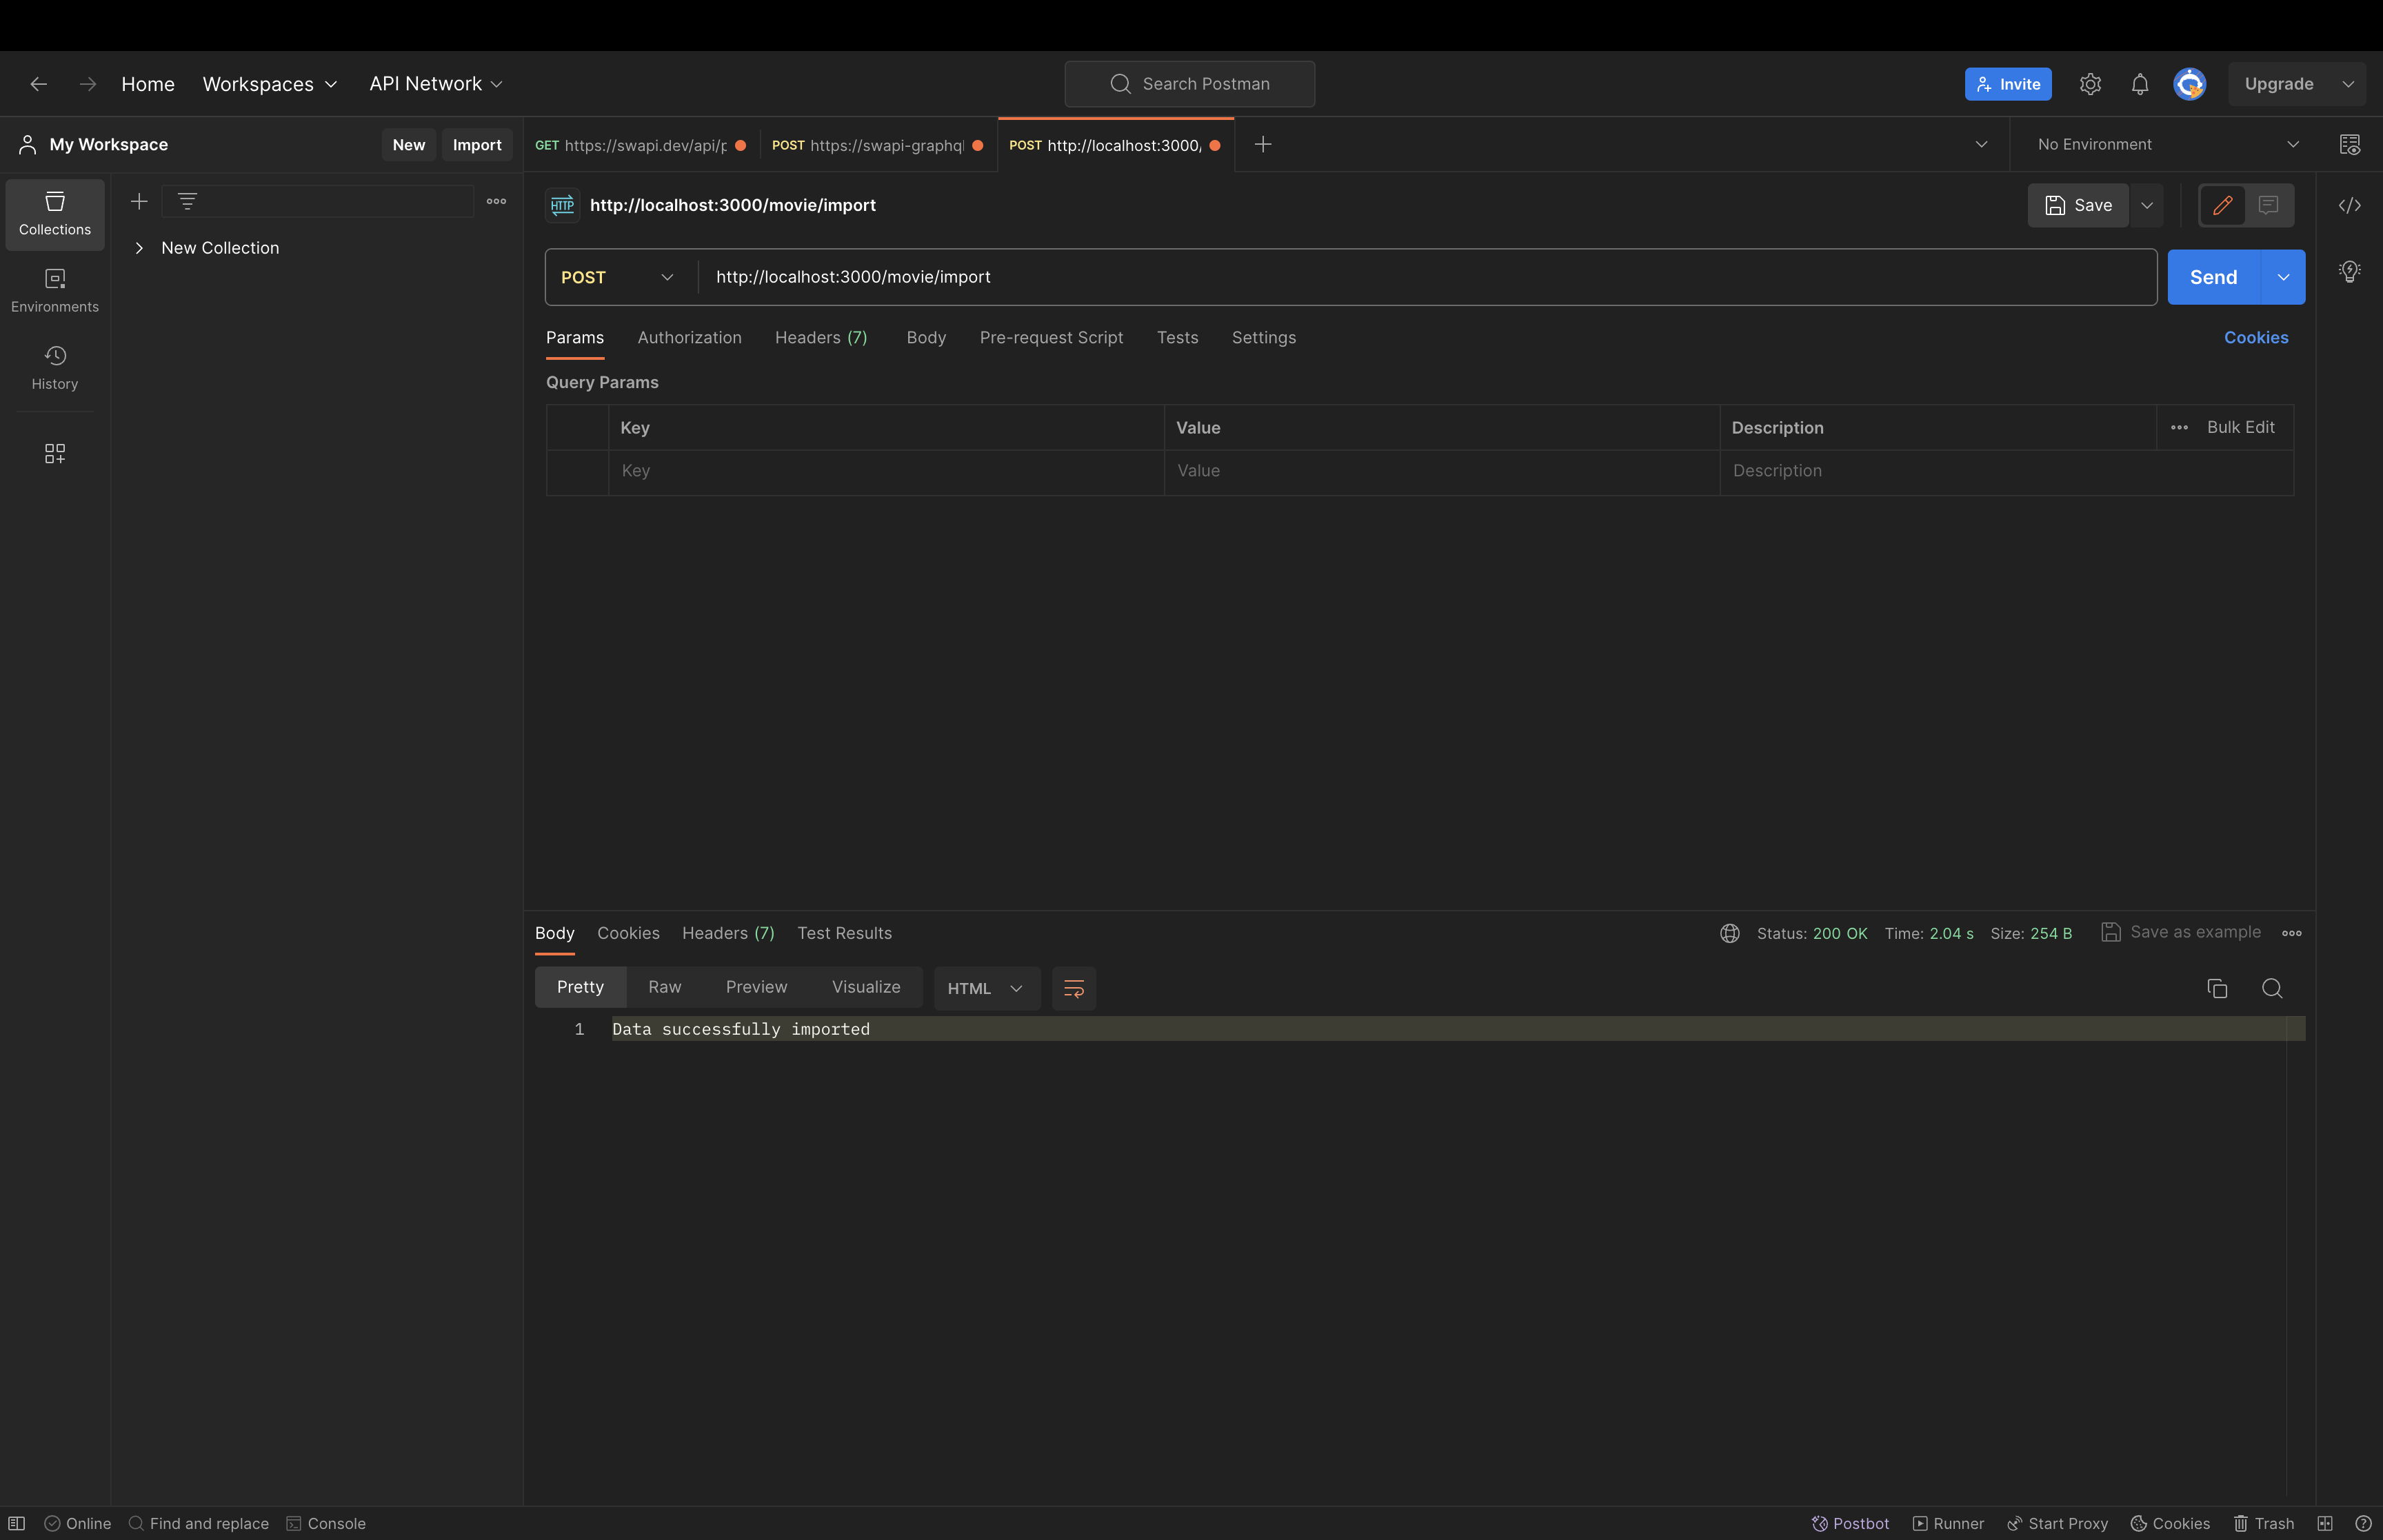 Home Workspaces API Network Search Postman Invite Upgrade
My Workspace New Import GET https://swapi.dev/api/p POST https://swapi-graphql POST http://localhost:3000/ No Environment
Collections
Environments
History
New Collection
HTTP http://localhost:3000/movie/import Save
POST http://localhost:3000/movie/import Send
Params Authorization Headers (7) Body Pre-request Script Tests Settings Cookies
Query Params
Key Value Description Bulk Edit
Key Value Description
Body Cookies Headers (7) Test Results Status: 200 OK Time: 2.04 s Size: 254 B Save as example
Pretty Raw Preview Visualize HTML
1 Data successfully imported
Online Find and replace Console Postbot Runner Start Proxy Cookies Trash